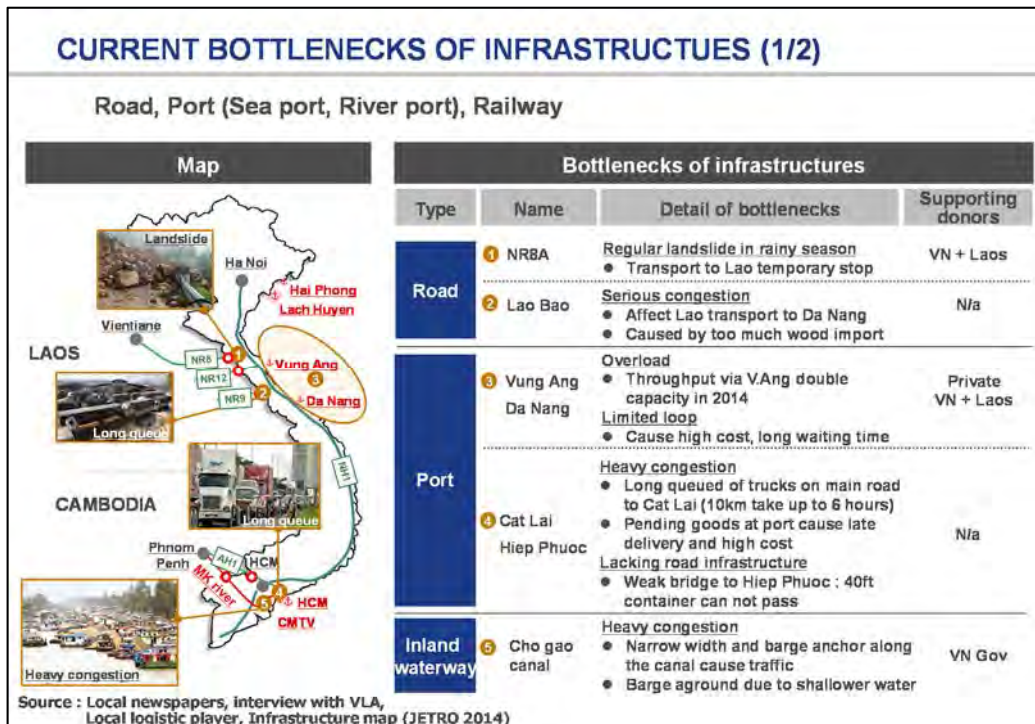 CURRENT BOTTLENECKS OF INFRASTRUCTUES (1/2)
Road, Port (Sea port, River port), Railway
Map
Landslide
Ha Noi
Hai Phong
Lach Huyen
Vientiane
LAOS
NR8
1
NR12
Vung Ang
3
Da Nang
NR9
2
Long queue
NH1
CAMBODIA
Long queue
Phnom
Penh
AH1
HCM
MK river
4
HCM
5
CMTV
Heavy congestion
Bottlenecks of infrastructures
Type
Name
Detail of bottlenecks
Supporting
donors
Road
1 NR8A
Regular landslide in rainy season
● Transport to Lao temporary stop
VN + Laos
2 Lao Bao
Serious congestion
● Affect Lao transport to Da Nang
● Caused by too much wood import
N/a
Port
3 Vung Ang
Da Nang
Overload
● Throughput via V.Ang double
capacity in 2014
Limited loop
● Cause high cost, long waiting time
Private
VN + Laos
4 Cat Lai
Hiep Phuoc
Heavy congestion
● Long queued of trucks on main road
to Cat Lai (10km take up to 6 hours)
● Pending goods at port cause late
delivery and high cost
Lacking road infrastructure
● Weak bridge to Hiep Phuoc : 40ft
container can not pass
N/a
Inland
waterway
5 Cho gao
canal
Heavy congestion
● Narrow width and barge anchor along
the canal cause traffic
● Barge aground due to shallower water
VN Gov
Source : Local newspapers, interview with VLA,
Local logistic player, Infrastructure map (JETRO 2014)